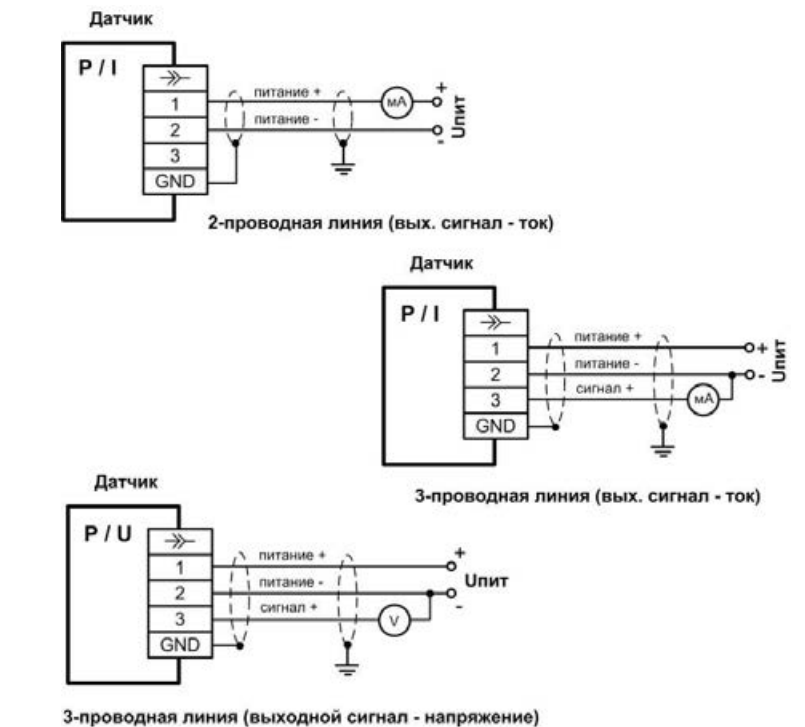 Датчик
P / I
1
2
3
GND
питание +
питание -
мА
+
-
Uпит
2-проводная линия (вых. сигнал - ток)
Датчик
P / I
1
2
3
GND
питание +
питание -
сигнал +
мА
+
-
Uпит
3-проводная линия (вых. сигнал - ток)
Датчик
P / U
1
2
3
GND
питание +
питание -
сигнал +
V
+
Uпит
-
3-проводная линия (выходной сигнал - напряжение)